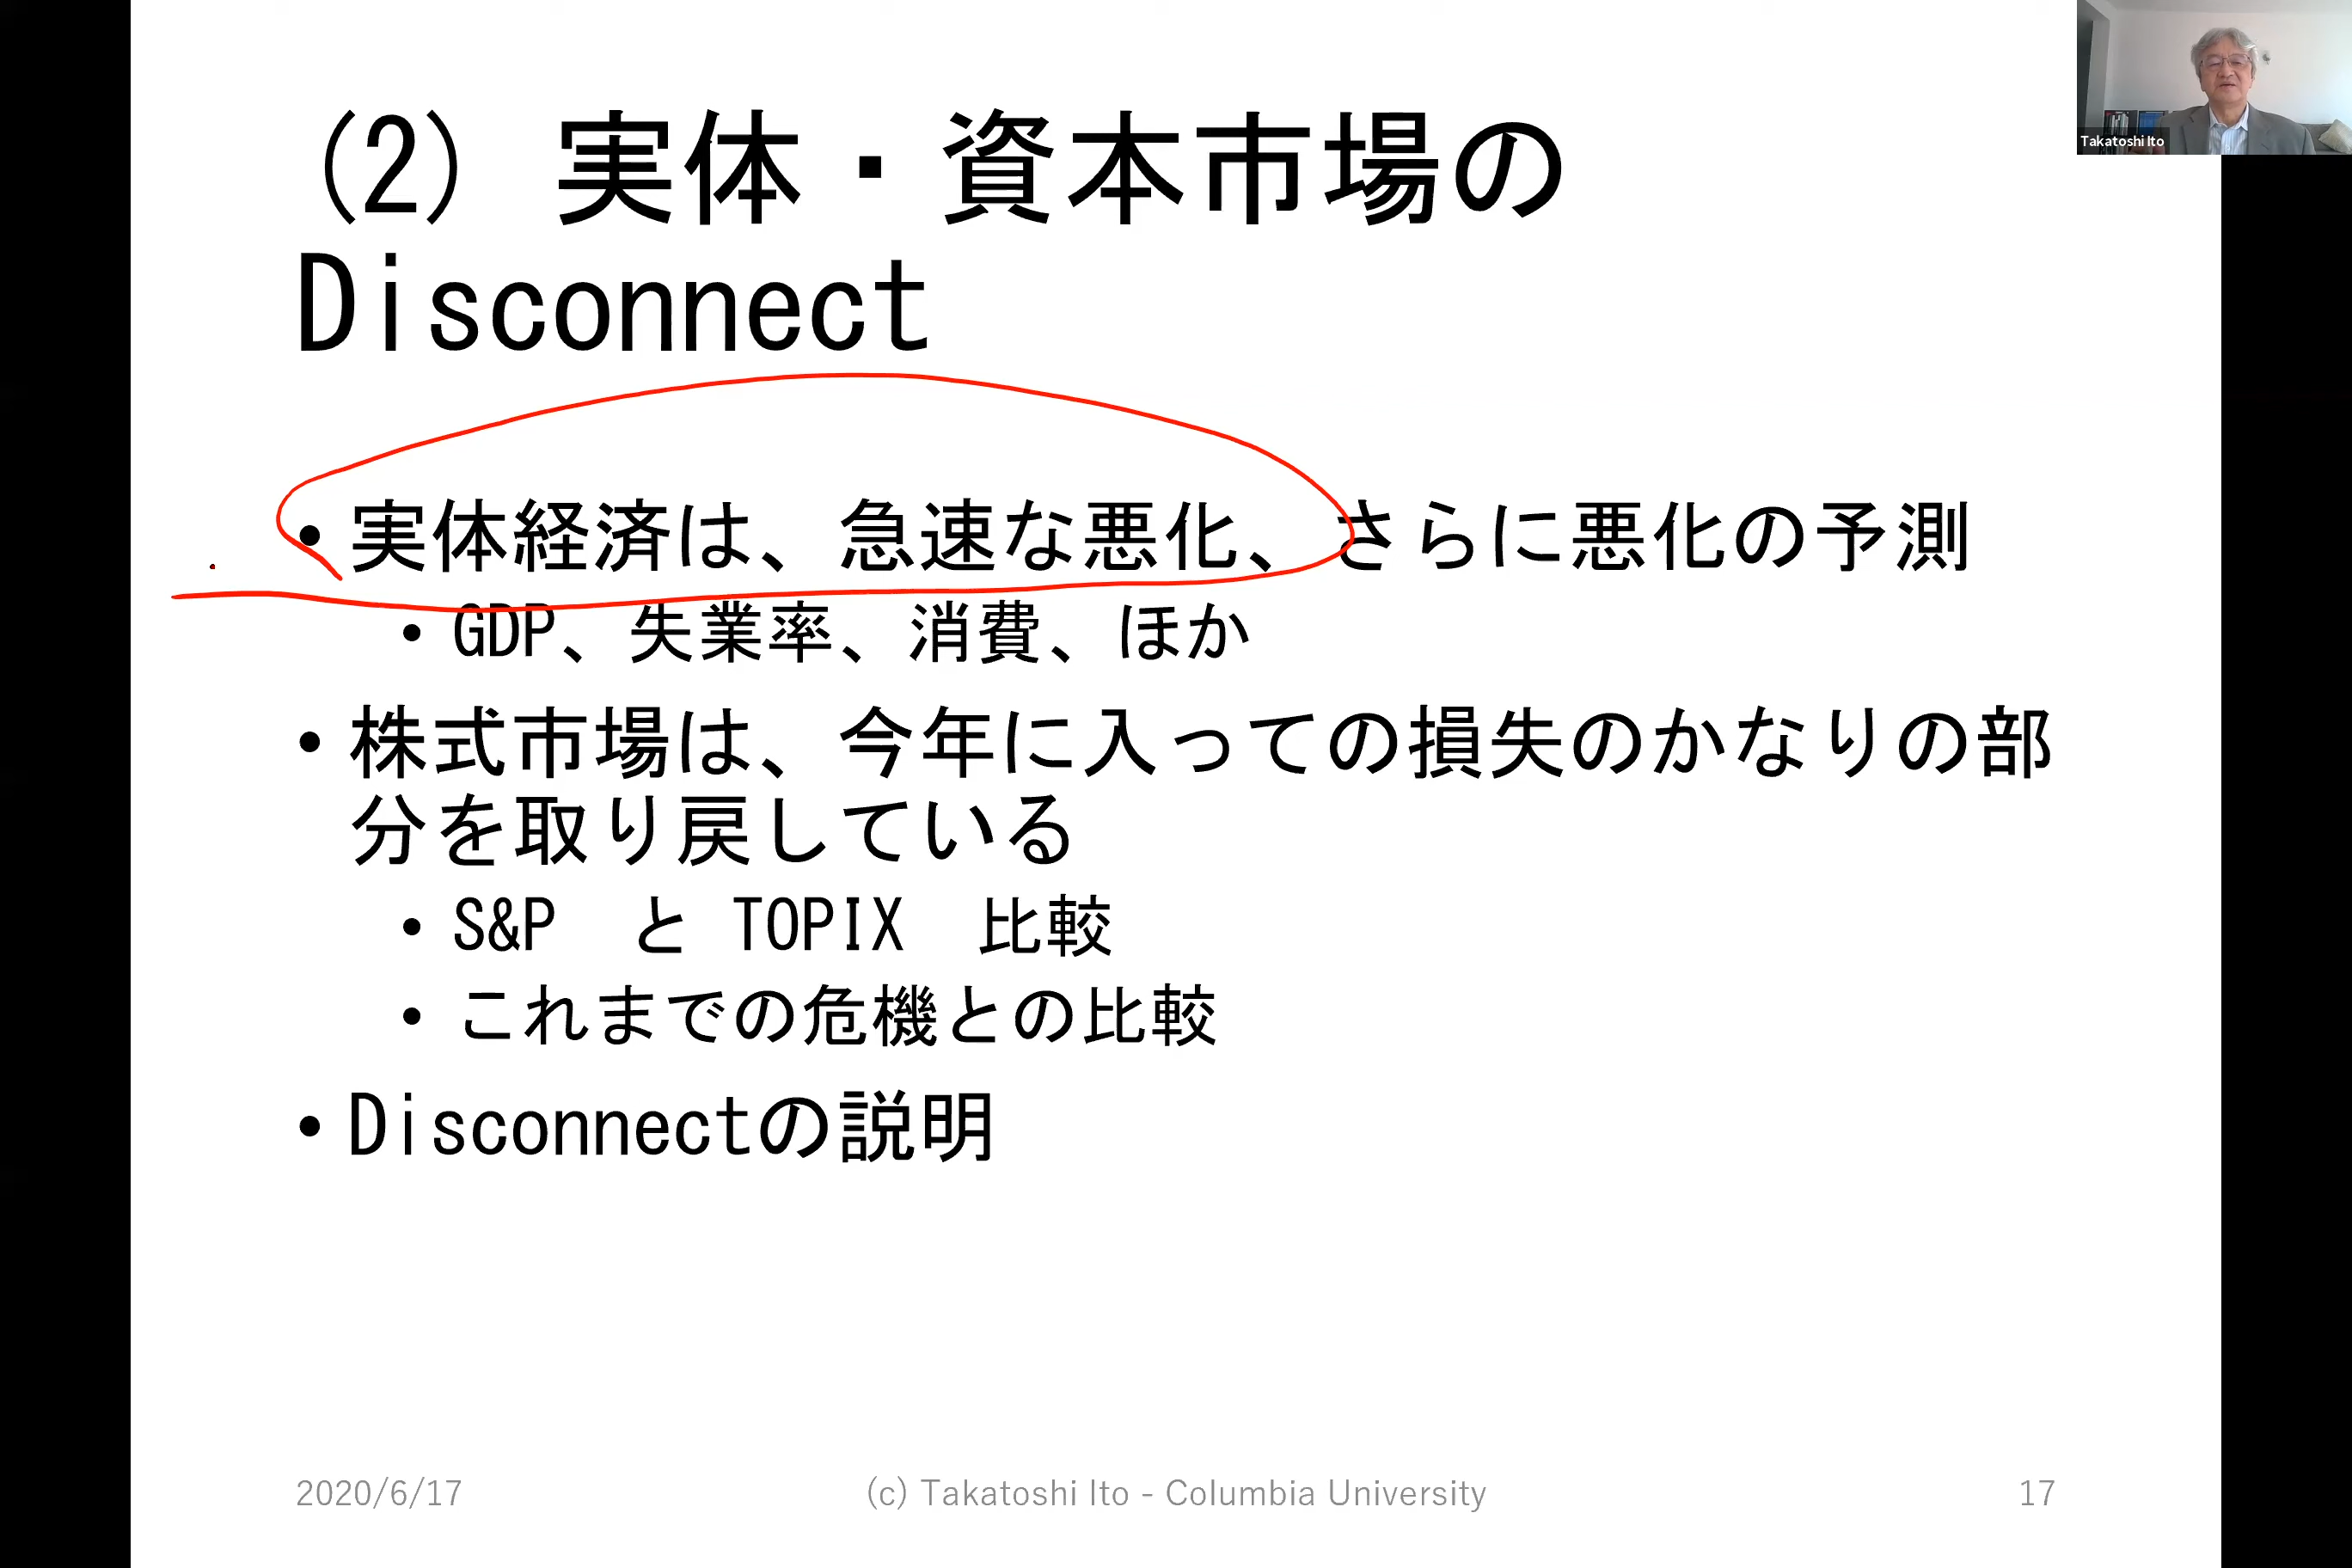 (2) 実体・資本市場の
Disconnect
• 実体経済は、急速な悪化、さらに悪化の予測
• GDP、失業率、消費、ほか
• 株式市場は、今年に入っての損失のかなりの部
分を取り戻している
• S&P と TOPIX 比較
• これまでの危機との比較
• Disconnectの説明
2020/6/17
(c) Takatoshi Ito - Columbia University
17
Takatoshi Ito